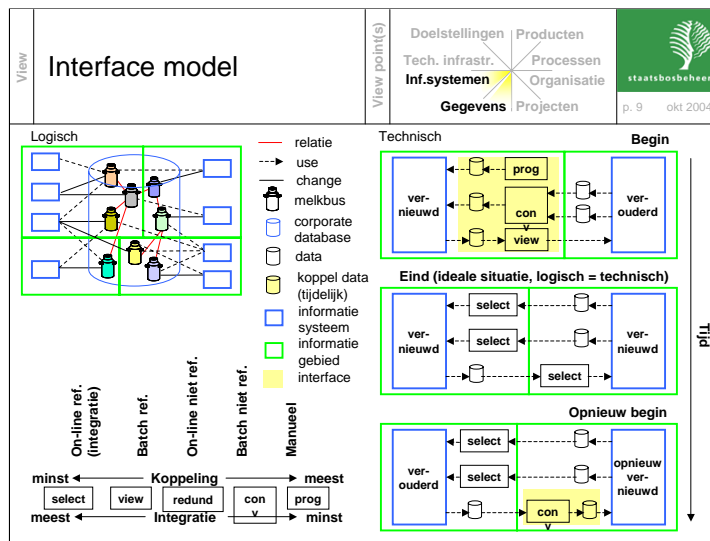 View
Interface model
View point(s)
Doelstellingen
Producten
Tech. infrastr.
Processen
Inf.systemen
Organisatie
Gegevens
Projecten
staatsbosbeheer
p. 9 okt 2004
Logisch
relatie
use
change
melkbus
corporate
database
data
koppel data
(tijdelijk)
informatie
systeem
informatie
gebied
interface
On-line ref.
(integratie)
Batch ref.
On-line niet ref.
Batch niet ref.
Manueel
minst Koppeling meest
select view redund con
v
prog
meest Integratie minst
Technisch
Begin
ver-
nieuwd
prog
con
v
view
ver-
ouderd
Eind (ideale situatie, logisch = technisch)
ver-
nieuwd
select
select
select
ver-
nieuwd
Opnieuw begin
ver-
ouderd
select
select
con
v
opnieuw
ver-
nieuwd
Tijd